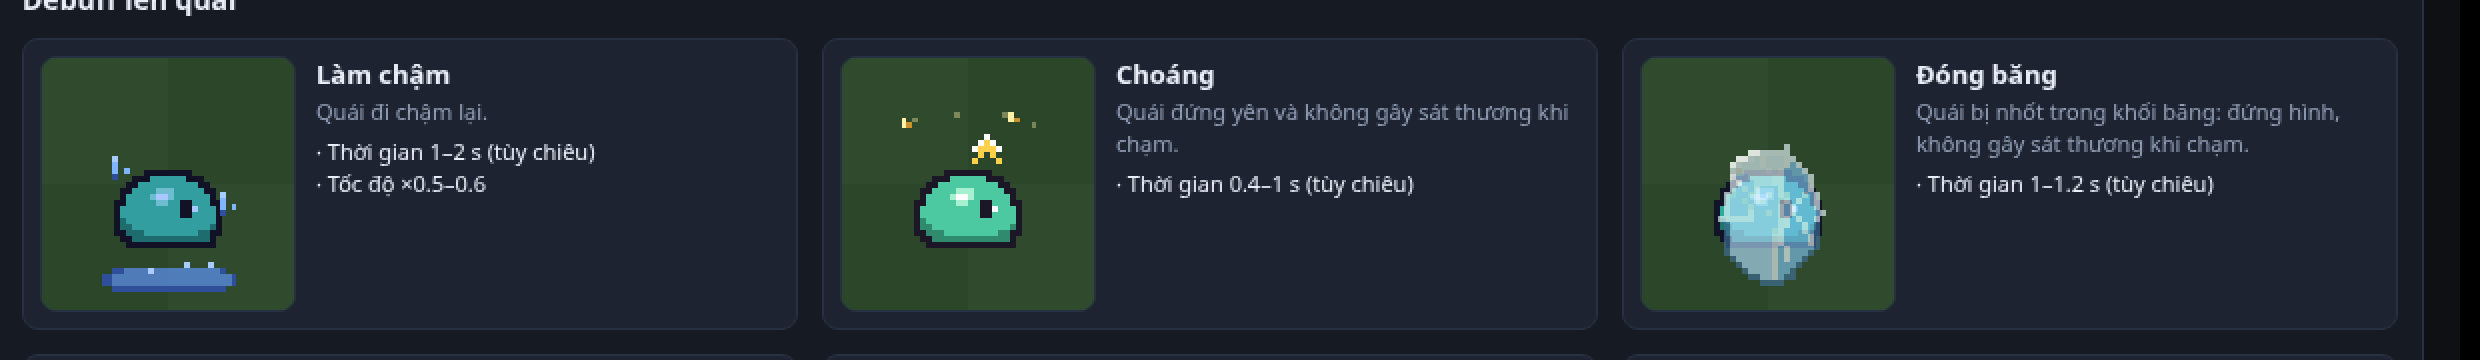 Debuff lên quái
Làm chậm
Quái đi chậm lại.
· Thời gian 1–2 s (tùy chiêu)
· Tốc độ ×0.5–0.6
Choáng
Quái đứng yên và không gây sát thương khi
chạm.
· Thời gian 0.4–1 s (tùy chiêu)
Đóng băng
Quái bị nhốt trong khối băng: đứng hình,
không gây sát thương khi chạm.
· Thời gian 1–1.2 s (tùy chiêu)